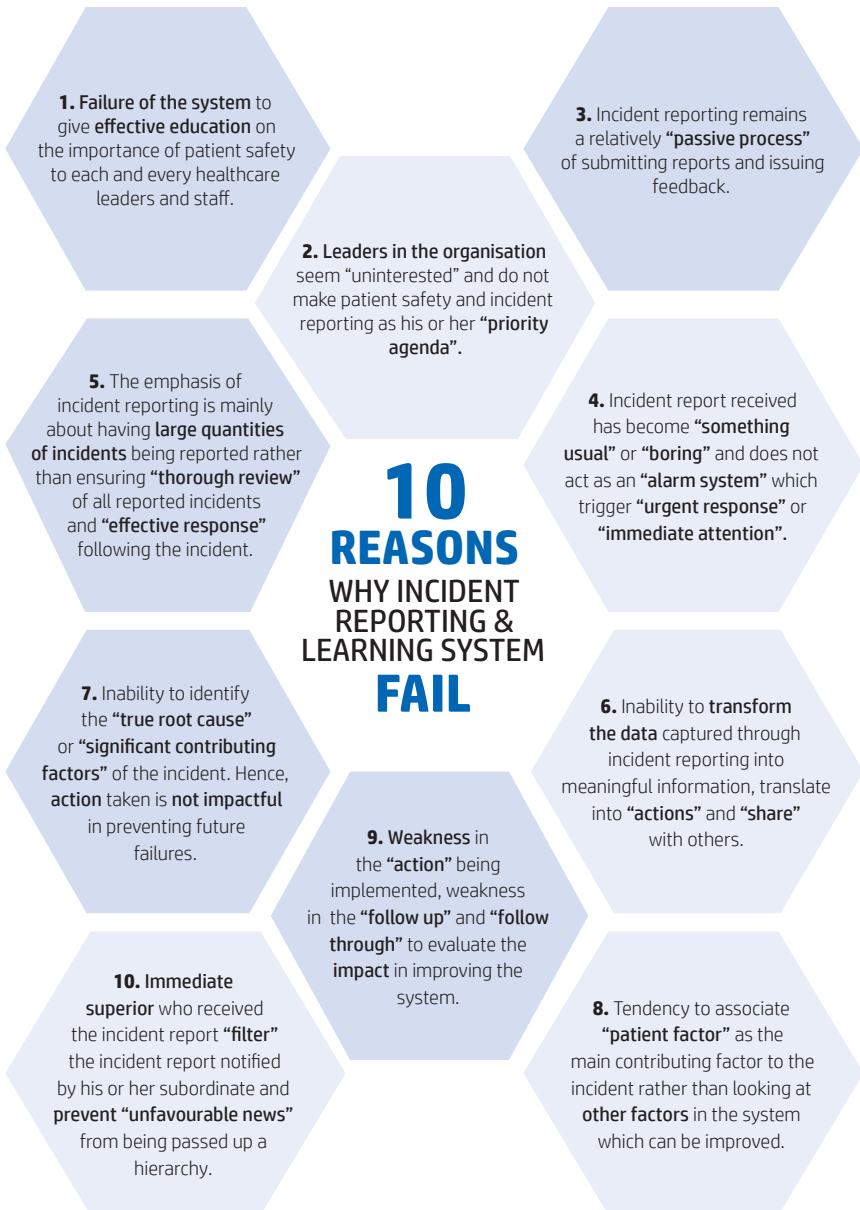 1. Failure of the system to
give effective education on
the importance of patient safety
to each and every healthcare
leaders and staff.
3. Incident reporting remains
a relatively “passive process”
of submitting reports and issuing
feedback.
2. Leaders in the organisation
seem “uninterested” and do not
make patient safety and incident
reporting as his or her “priority
agenda”.
5. The emphasis of
incident reporting is mainly
about having large quantities
of incidents being reported rather
than ensuring “thorough review”
of all reported incidents
and “effective response”
following the incident.
4. Incident report received
has become “something
usual” or “boring” and does not
act as an “alarm system” which
trigger “urgent response” or
“immediate attention”.
10
REASONS
WHY INCIDENT
REPORTING &
LEARNING SYSTEM
FAIL
7. Inability to identify
the “true root cause”
or “significant contributing
factors” of the incident. Hence,
action taken is not impactful
in preventing future
failures.
6. Inability to transform
the data captured through
incident reporting into
meaningful information, translate
into “actions” and “share”
with others.
9. Weakness in
the “action” being
implemented, weakness
in the “follow up” and “follow
through” to evaluate the
impact in improving the
system.
10. Immediate
superior who received
the incident report “filter”
the incident report notified
by his or her subordinate and
prevent “unfavourable news”
from being passed up a
hierarchy.
8. Tendency to associate
“patient factor” as the
main contributing factor to the
incident rather than looking at
other factors in the system
which can be improved.